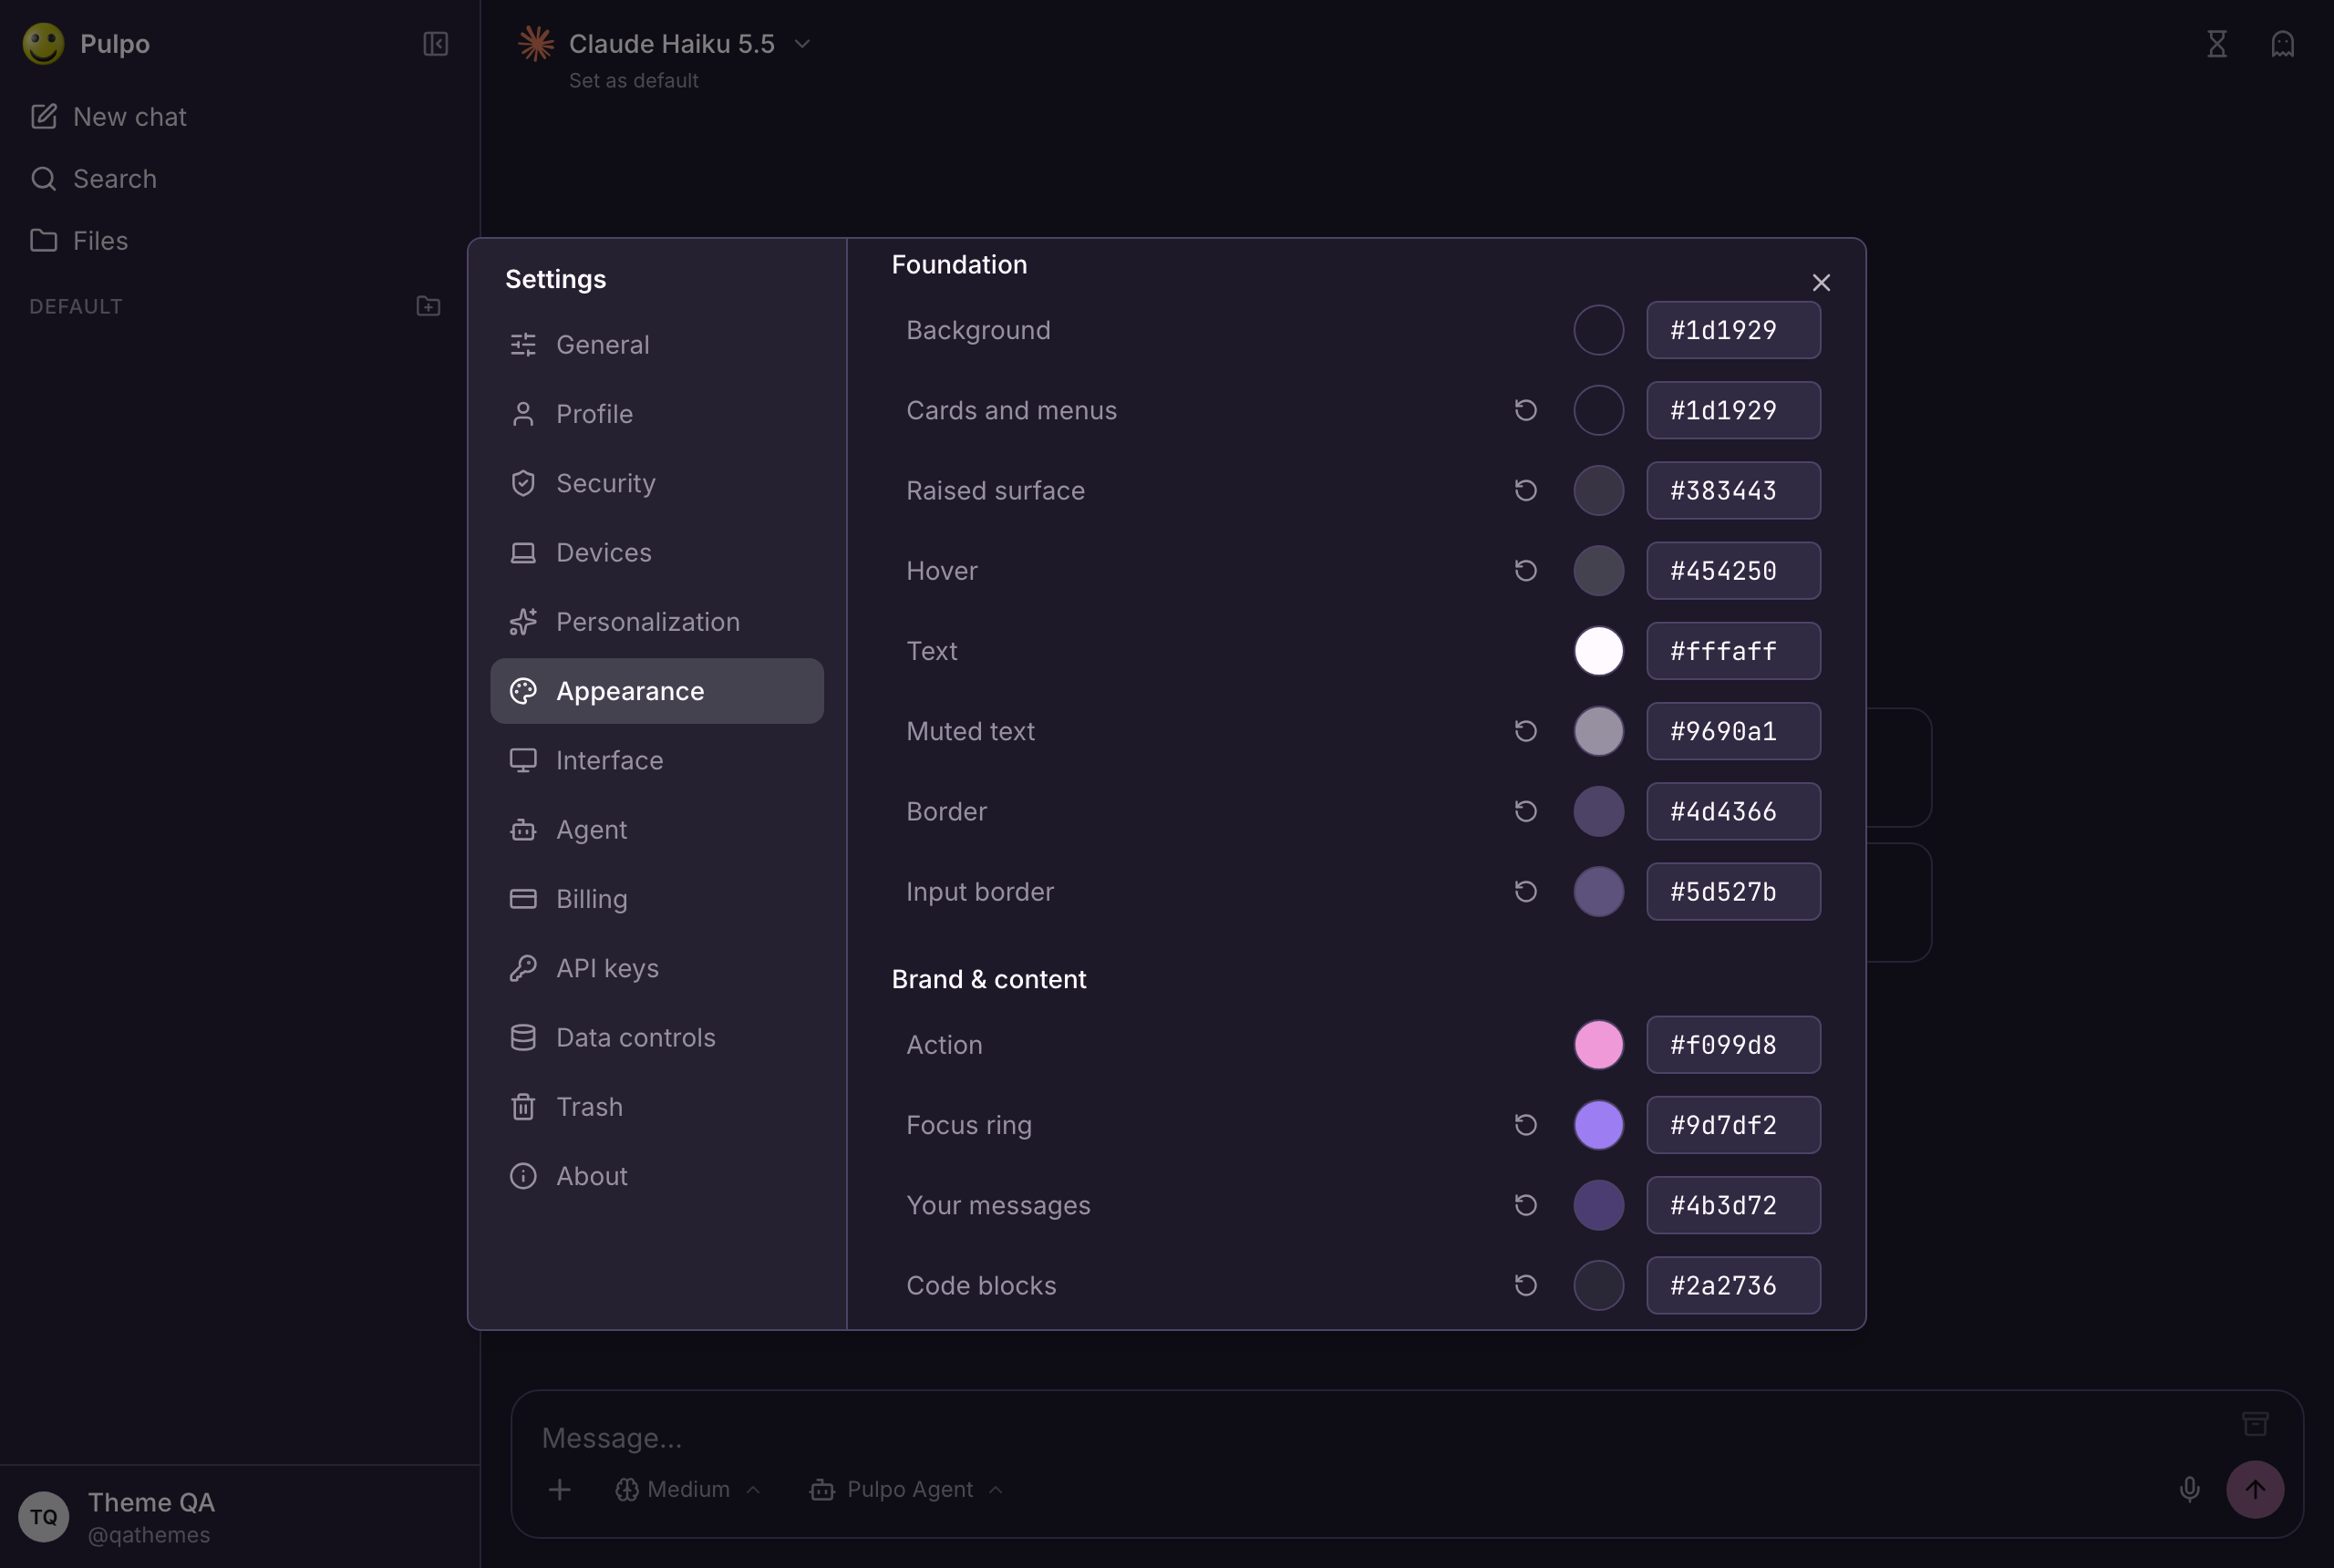 Pulpo
New chat
Search
Files
DEFAULT
TQ
Theme QA
@qathemes
Claude Haiku 5.5
Set as default
Settings
General
Profile
Security
Devices
Personalization
Appearance
Interface
Agent
Billing
API keys
Data controls
Trash
About
Foundation
Background #1d1929
Cards and menus #1d1929
Raised surface #383443
Hover #454250
Text #fffaff
Muted text #9690a1
Border #4d4366
Input border #5d527b
Brand & content
Action #f099d8
Focus ring #9d7df2
Your messages #4b3d72
Code blocks #2a2736
Message...
Medium
Pulpo Agent